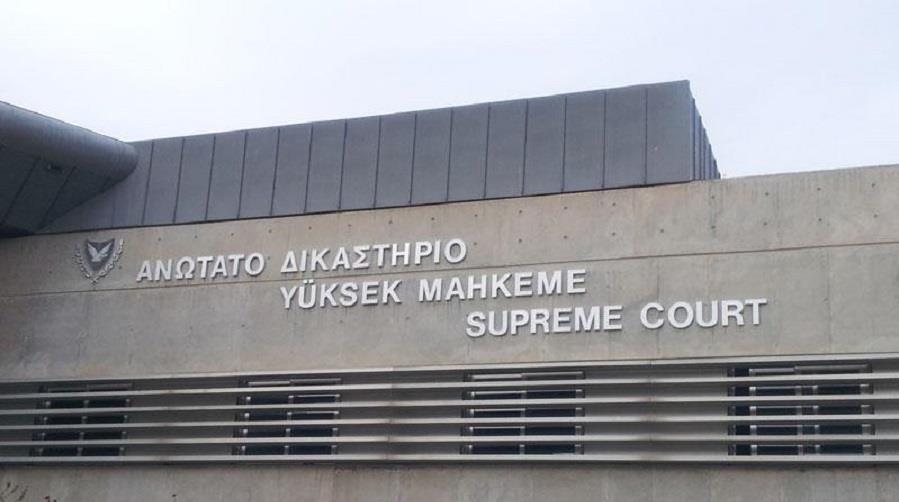 ΑΝΩΤΑΤΟ ΔΙΚΑΣΤΗΡΙΟ
YÜKSEK MAHKEME
SUPREME COURT